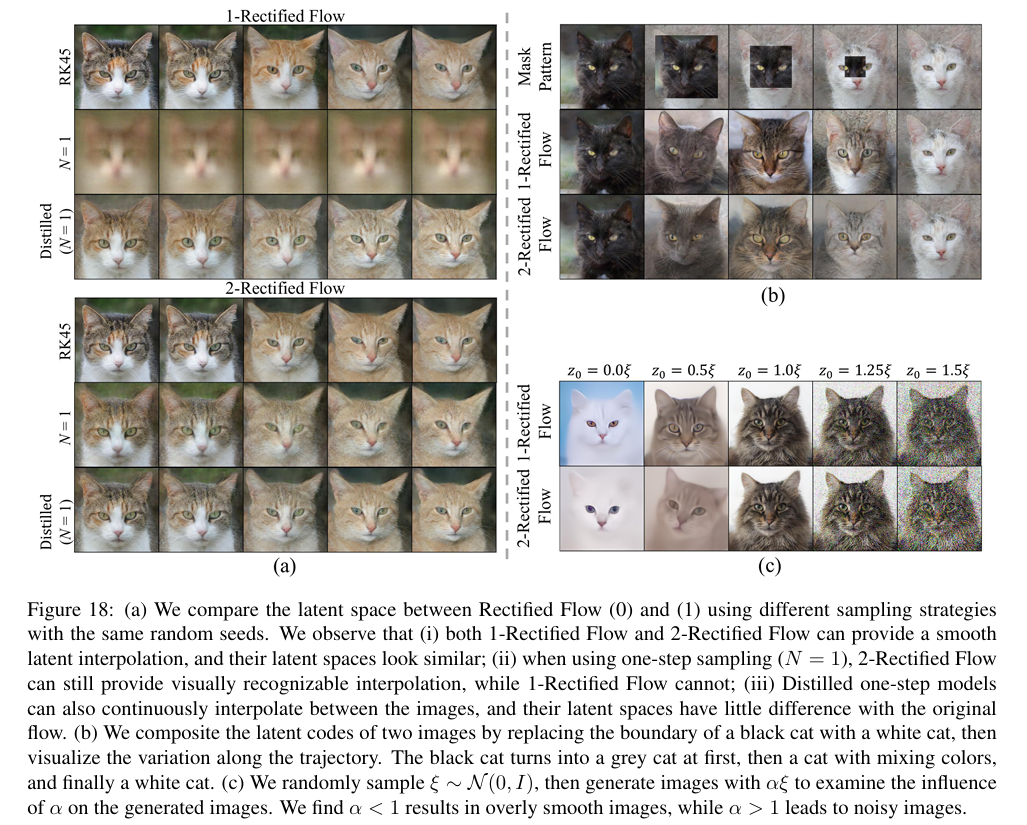 1-Rectified Flow
RK45
N = 1
Distilled
(N = 1)
2-Rectified Flow
RK45
N = 1
Distilled
(N = 1)
(a)
Mask
Pattern
1-Rectified
Flow
2-Rectified
Flow
(b)
z₀ = 0.0ξ z₀ = 0.5ξ z₀ = 1.0ξ z₀ = 1.25ξ z₀ = 1.5ξ
1-Rectified
Flow
2-Rectified
Flow
(c)
Figure 18: (a) We compare the latent space between Rectified Flow (0) and (1) using different sampling strategies
with the same random seeds. We observe that (i) both 1-Rectified Flow and 2-Rectified Flow can provide a smooth
latent interpolation, and their latent spaces look similar; (ii) when using one-step sampling (N = 1), 2-Rectified Flow
can still provide visually recognizable interpolation, while 1-Rectified Flow cannot; (iii) Distilled one-step models
can also continuously interpolate between the images, and their latent spaces have little difference with the original
flow. (b) We composite the latent codes of two images by replacing the boundary of a black cat with a white cat, then
visualize the variation along the trajectory. The black cat turns into a grey cat at first, then a cat with mixing colors,
and finally a white cat. (c) We randomly sample ξ ∼ 𝒩(0, I), then generate images with αξ to examine the influence
of α on the generated images. We find α < 1 results in overly smooth images, while α > 1 leads to noisy images.